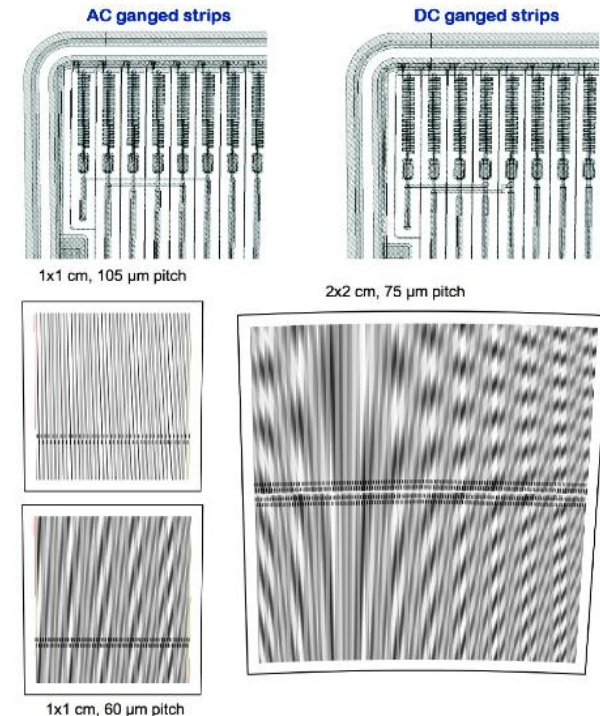 AC ganged strips
DC ganged strips
1x1 cm, 105 µm pitch
2x2 cm, 75 µm pitch
1x1 cm, 60 µm pitch